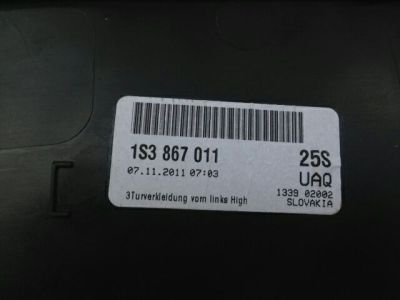 1S3 867 011 25S
07.11.2011 07:03 UAQ
1339 02002
SLOVAKIA
3Turverkleidung vorn links High